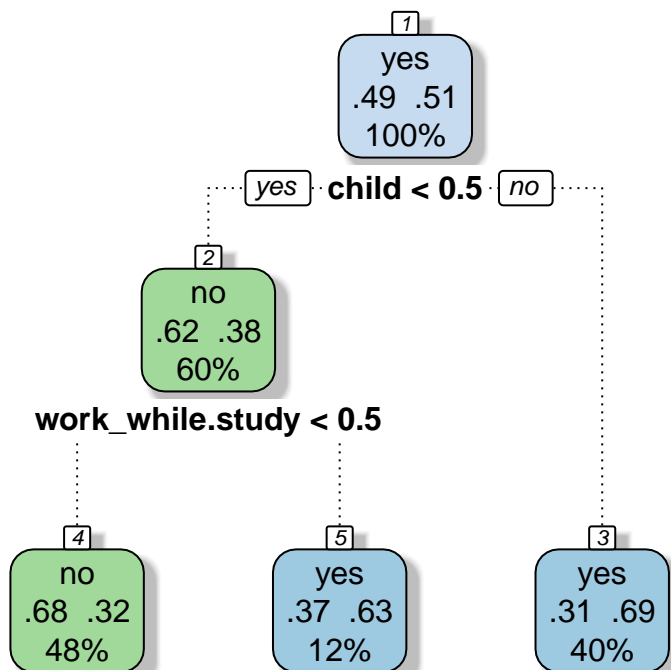 1
yes
.49 .51
100%
yes child < 0.5 no
2
no
.62 .38
60%
work_while.study < 0.5
4 5 3
no yes yes
.68 .32 .37 .63 .31 .69
48% 12% 40%